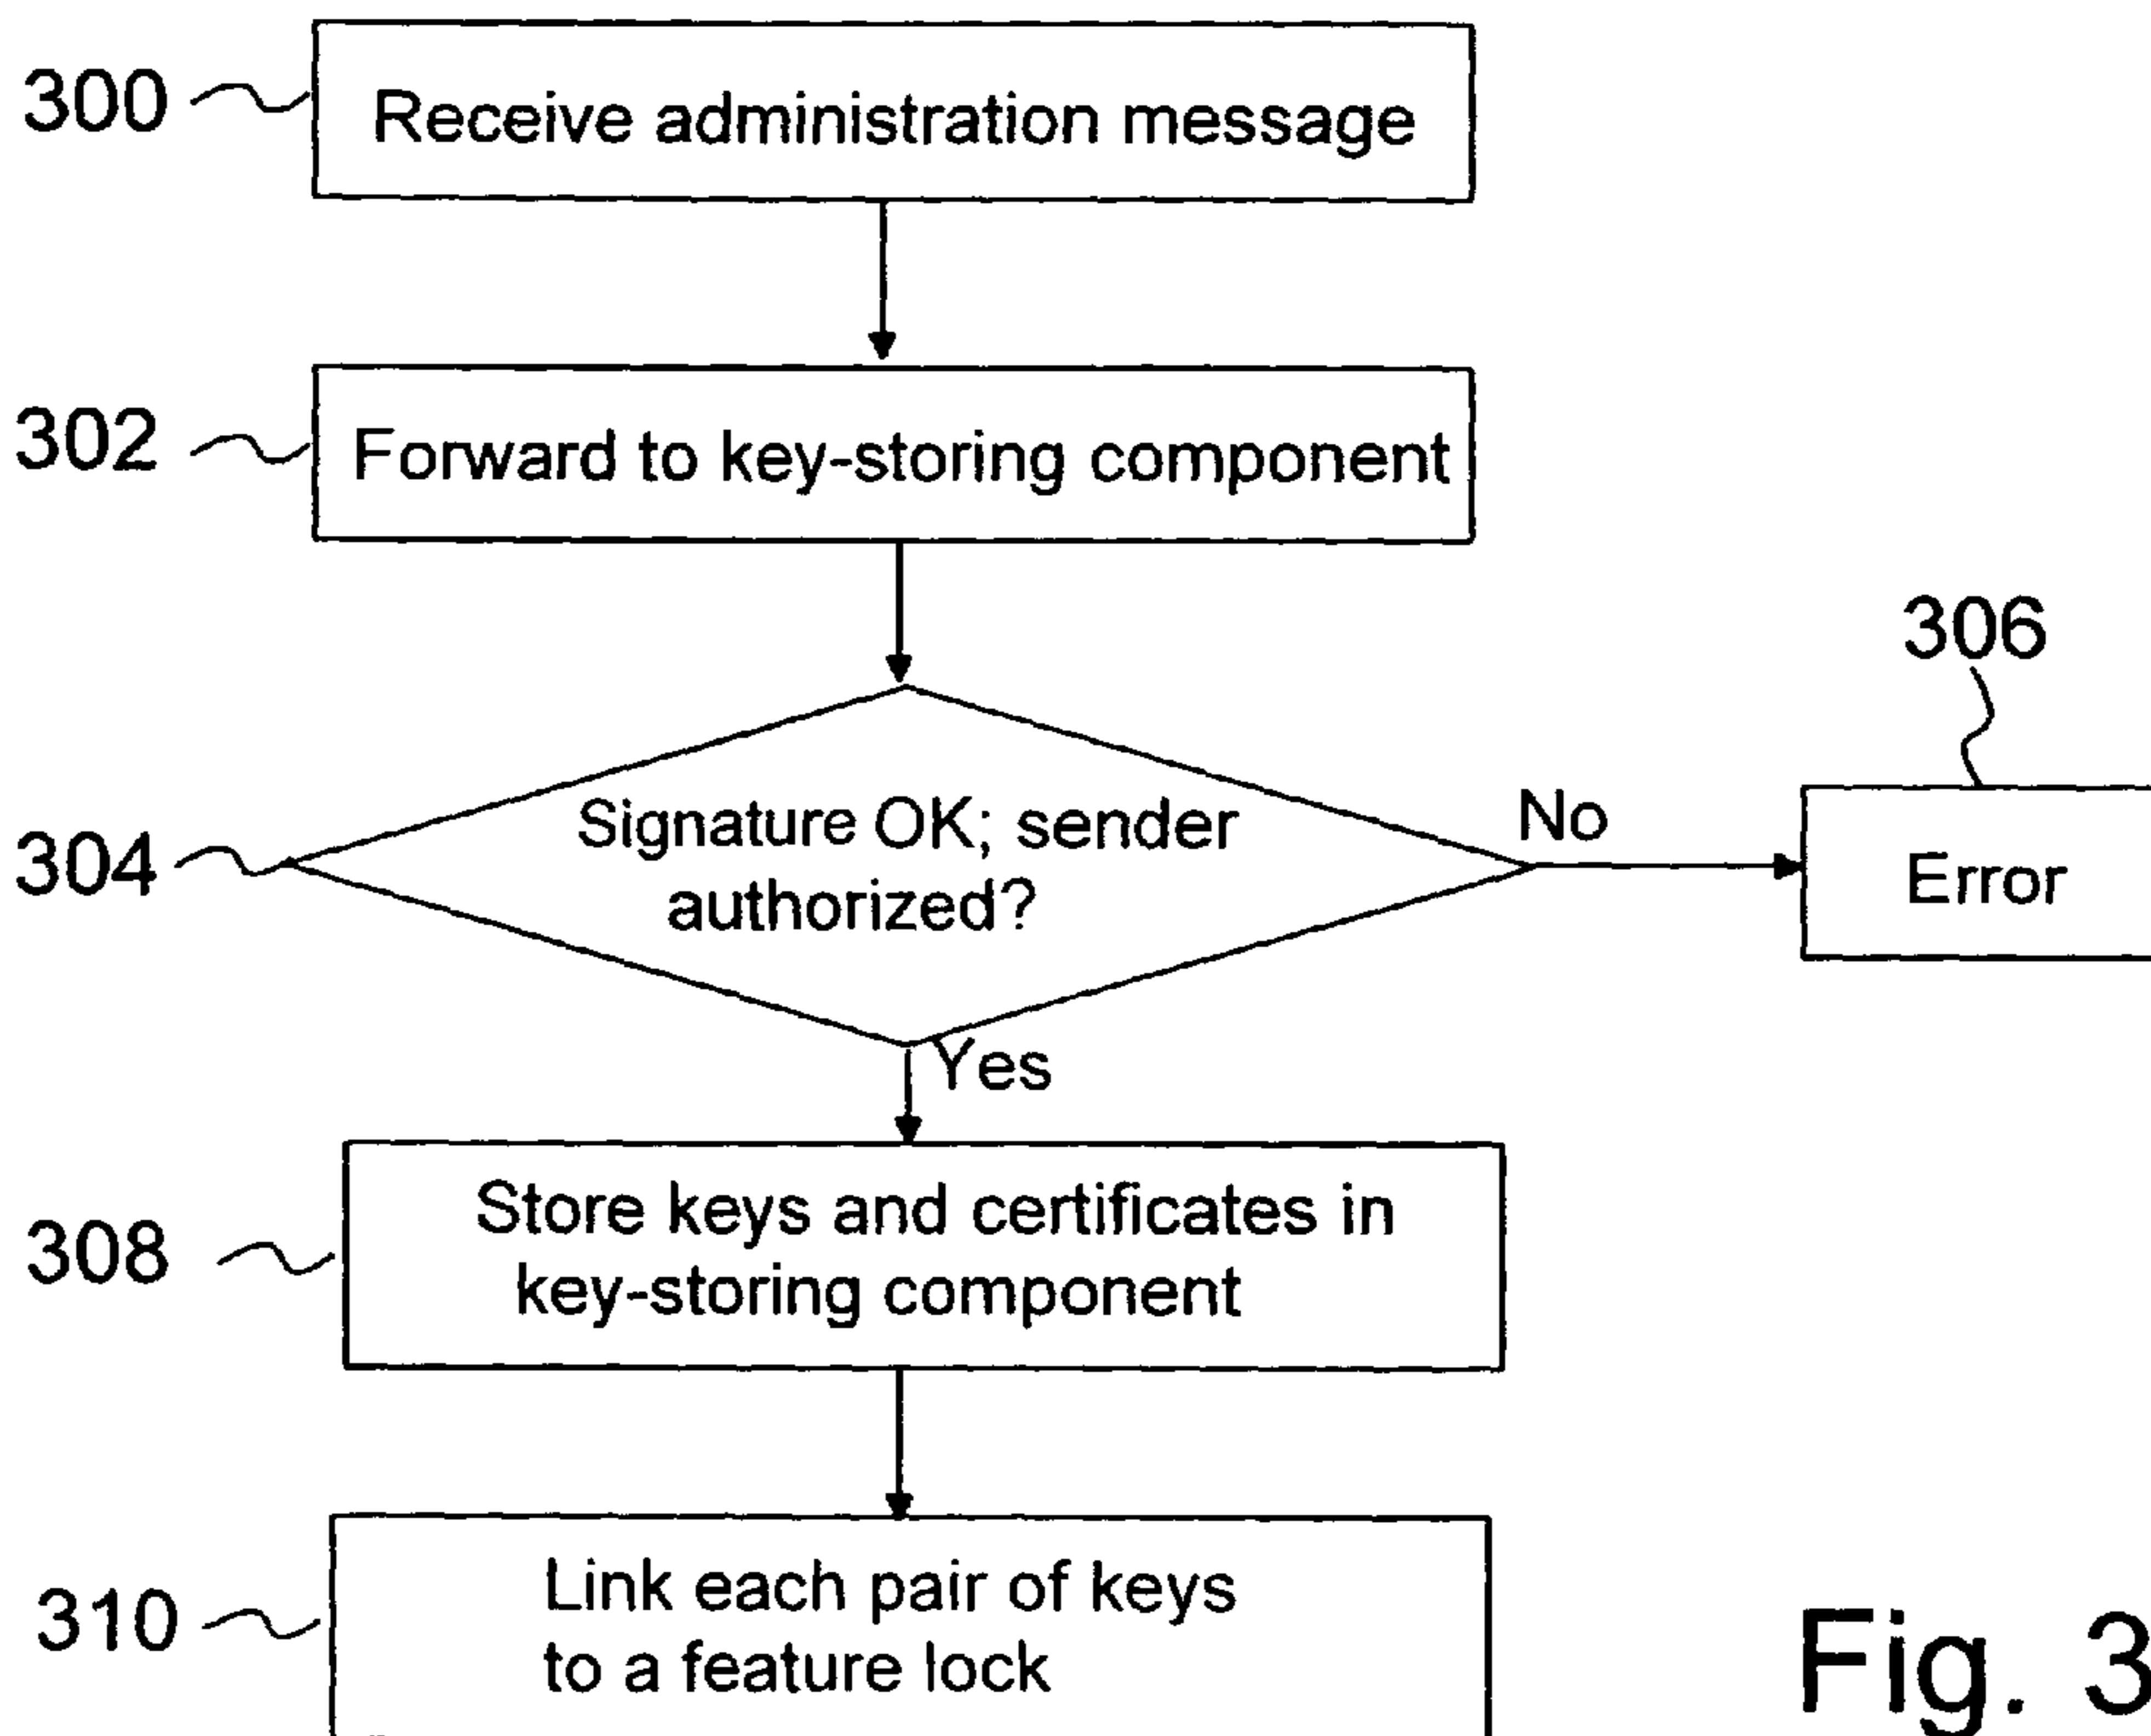 300
Receive administration message
302
Forward to key-storing component
306
304
Signature OK; sender
authorized?
No
Error
Yes
308
Store keys and certificates in
key-storing component
310
Link each pair of keys
to a feature lock
Fig. 3